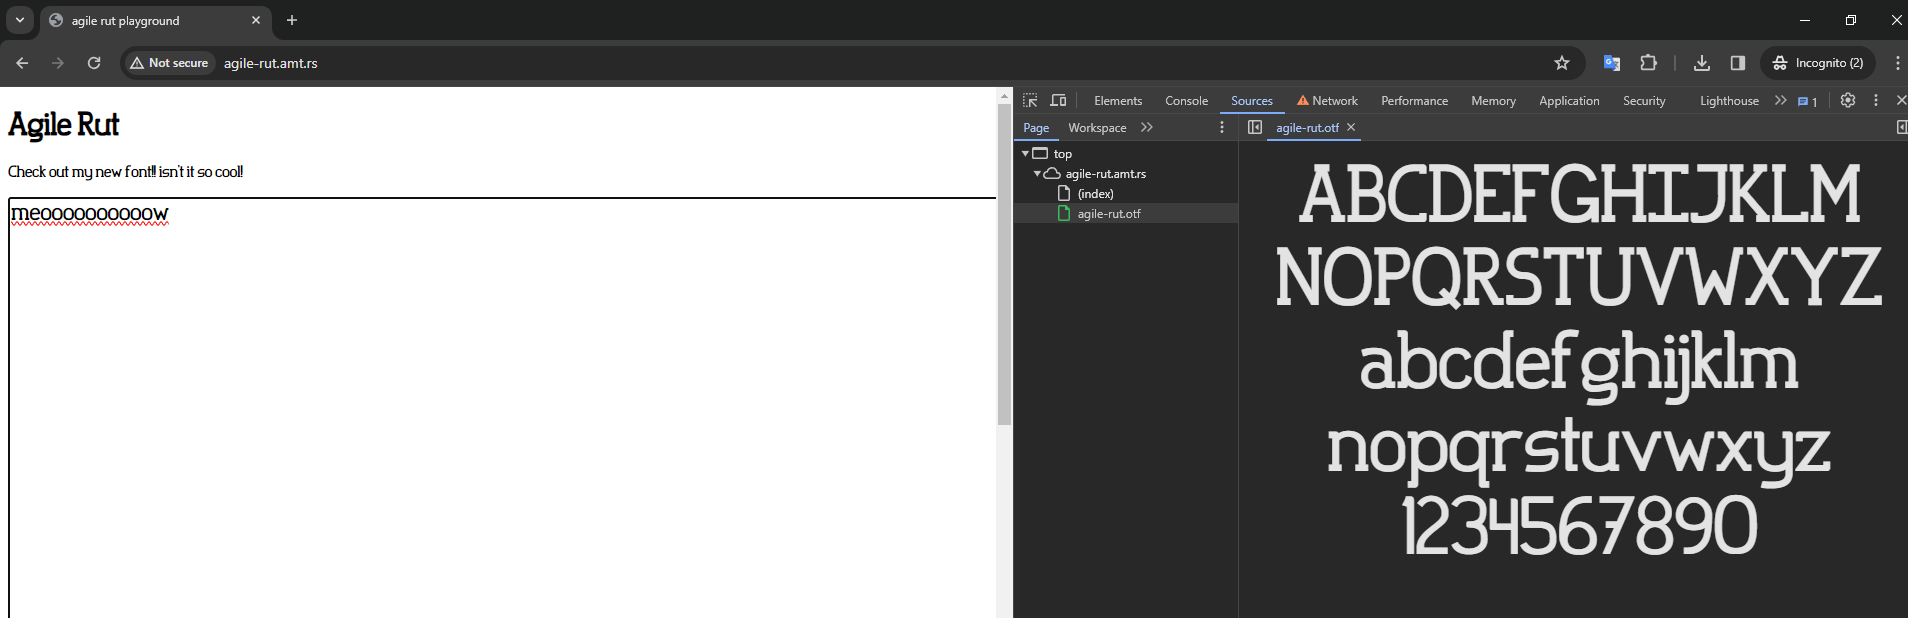 agile rut playground
Not secure agile-rut.amt.rs Incognito (2)
Agile Rut
Check out my new font!! isn't it so cool!
meoooooooooow
Elements Console Sources Network Performance Memory Application Security Lighthouse 1
Page Workspace
agile-rut.otf
top
agile-rut.amt.rs
(index)
agile-rut.otf
ABCDEFGHIJKLM
NOPQRSTUVWXYZ
abcdefghijklm
nopqrstuvwxyz
1234567890